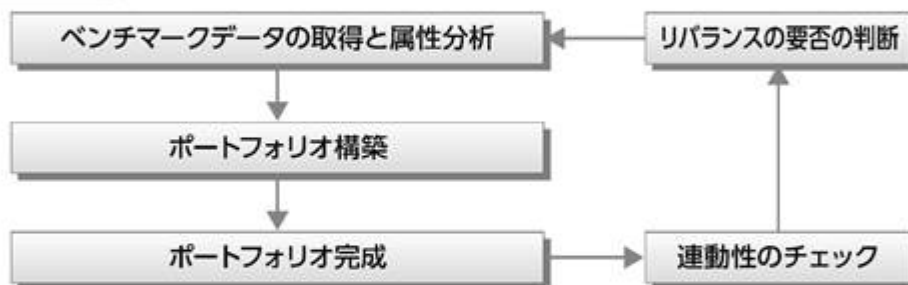 ベンチマークデータの取得と属性分析
リバランスの要否の判断
ポートフォリオ構築
ポートフォリオ完成
連動性のチェック